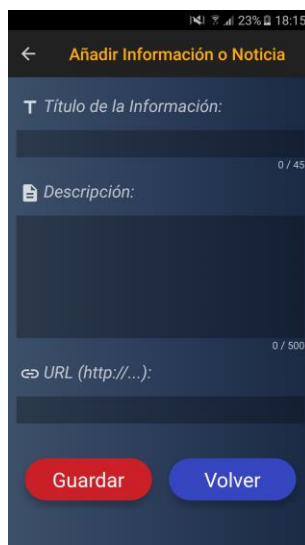 23% 18:15
Añadir Información o Noticia
Título de la Información:
0 / 45
Descripción:
0 / 500
URL (http://...):
Guardar Volver